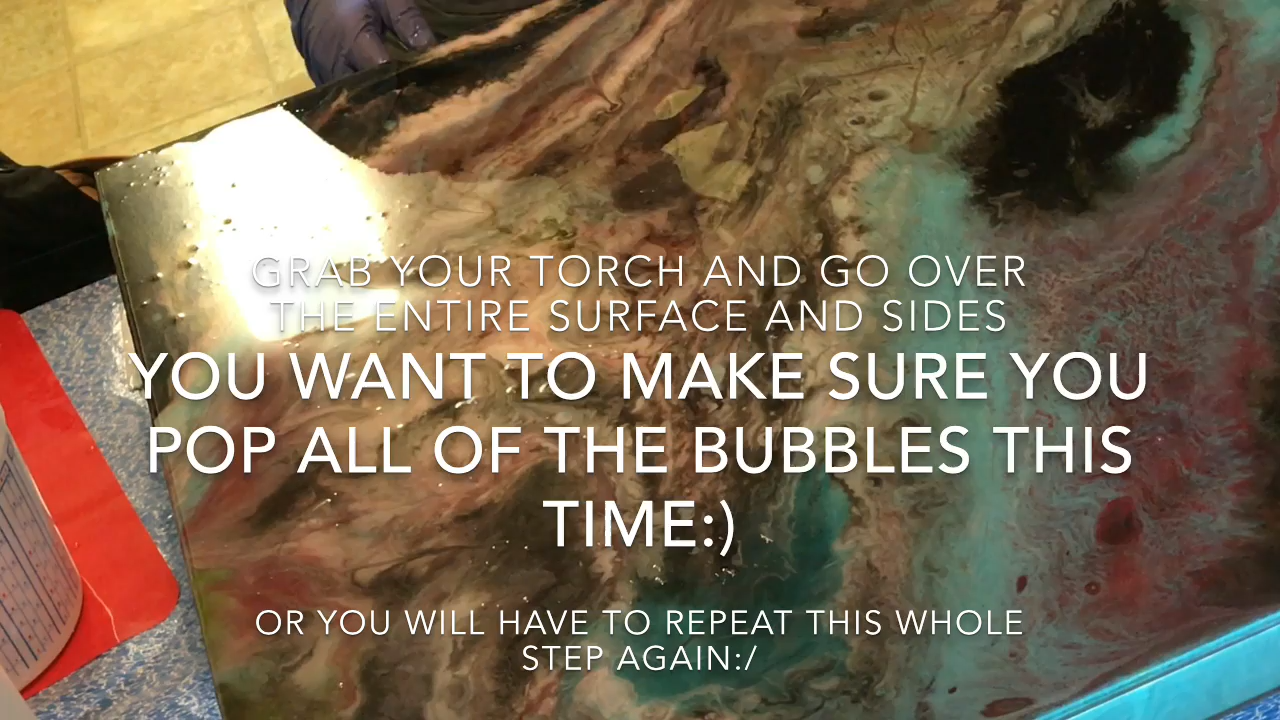 GRAB YOUR TORCH AND GO OVER
THE ENTIRE SURFACE AND SIDES
YOU WANT TO MAKE SURE YOU
POP ALL OF THE BUBBLES THIS
TIME:)
OR YOU WILL HAVE TO REPEAT THIS WHOLE
STEP AGAIN:/